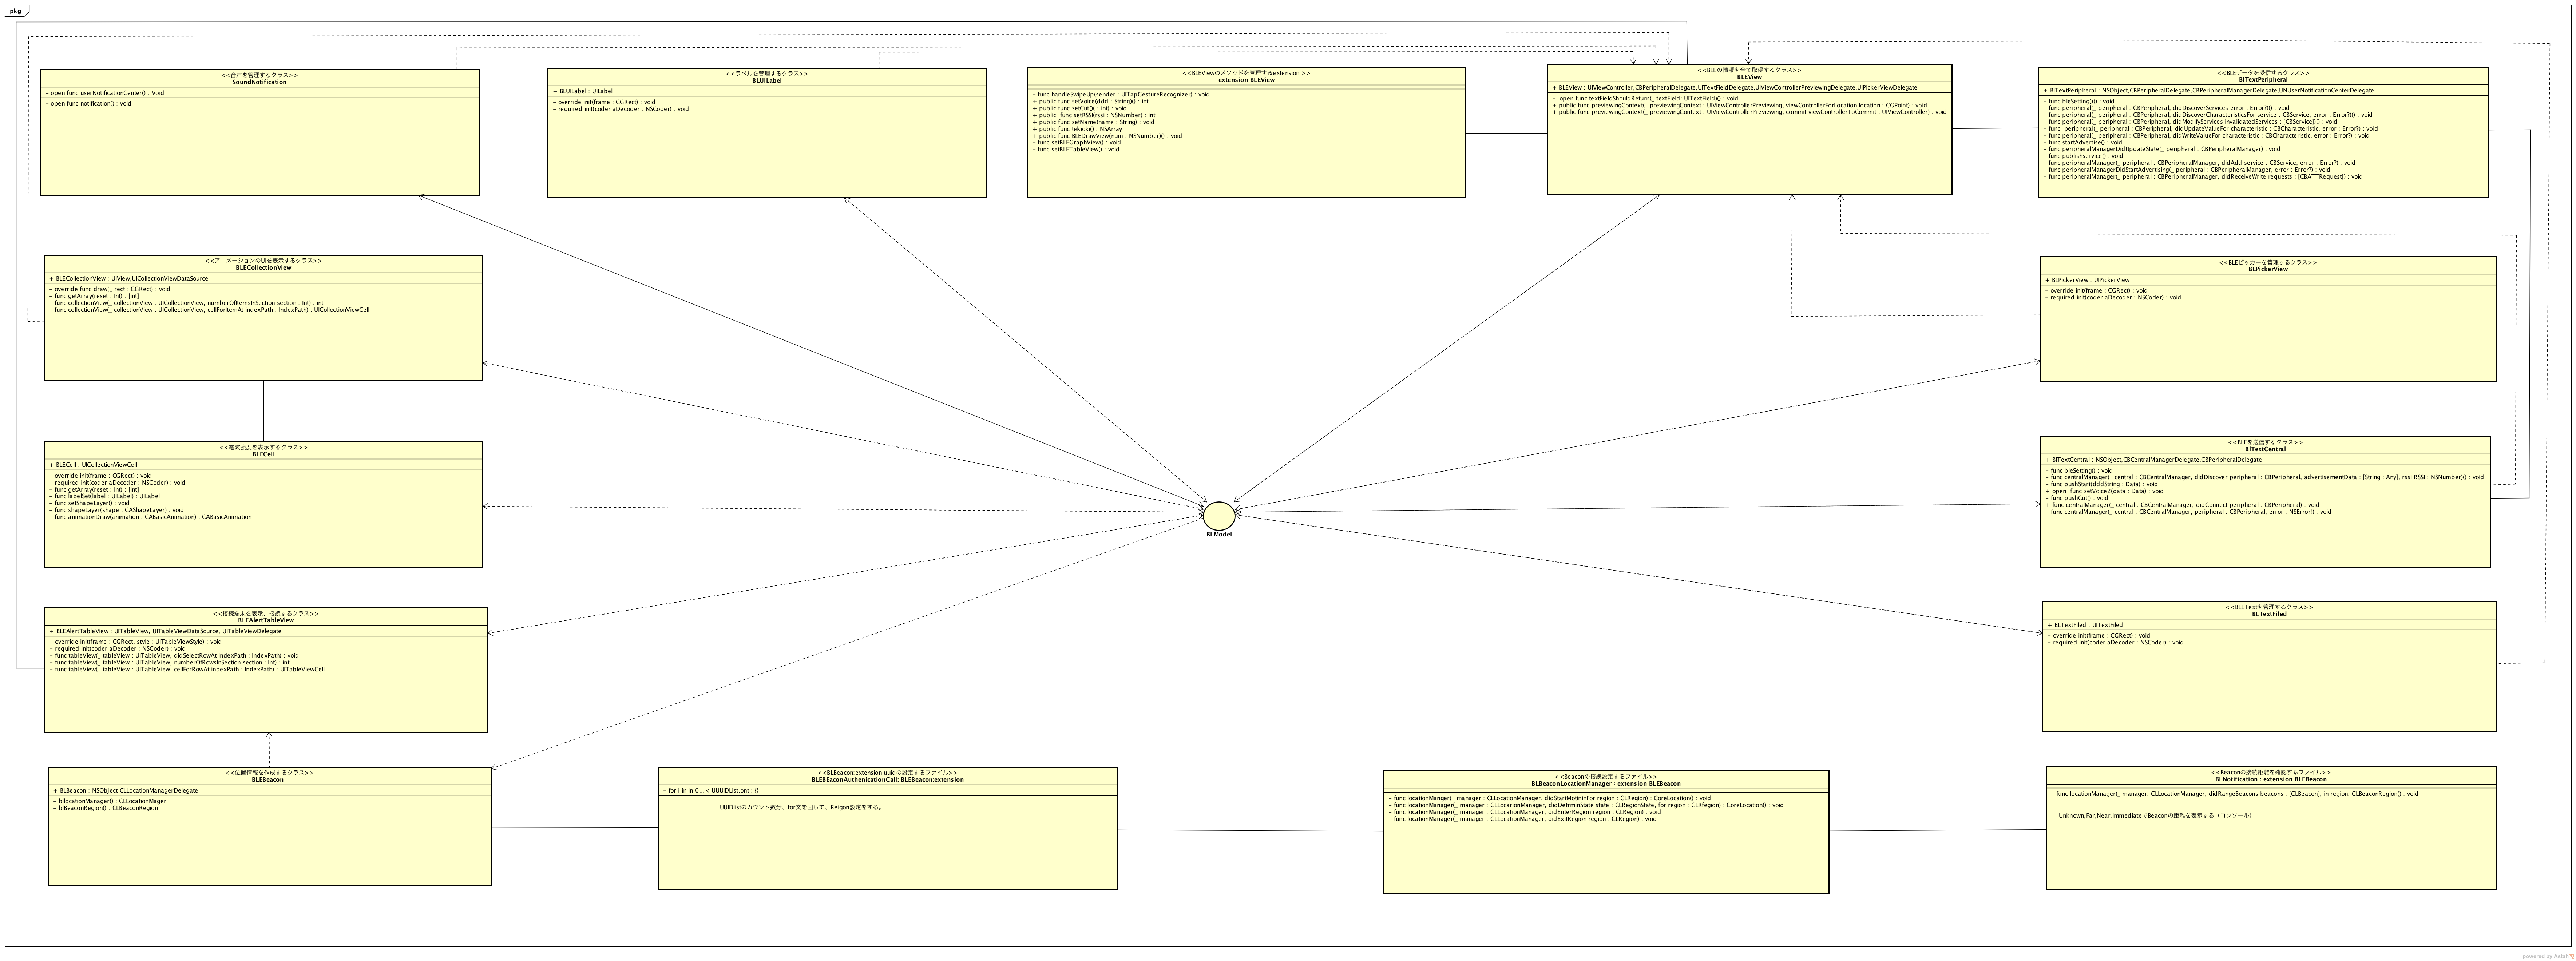 pkg
<<音声を管理するクラス>>
SoundNotification
− open func userNotificationCenter() : Void
− open func notification() : void
<<ラベルを管理するクラス>>
BLUILabel
+ BLUILabel : UILabel
− override init(frame : CGRect) : void
− required init(coder aDecoder : NSCoder) : void
<<BLEViewのメソッドを管理するextension >>
extension BLEView
− func handleSwipeUp(sender : UITapGestureRecognizer) : void
+ public func setVoice(ddd : String)() : int
+ public func setCut()( : int) : void
+ public  func setRSSI(rssi : NSNumber) : int
+ public func setName(name : String) : void
+ public func tekioki() : NSArray
+ public func BLEDrawView(num : NSNumber)() : void
− func setBLEGraphView() : void
− func setBLETableView() : void
<<BLEの情報を全て取得するクラス>>
BLEView
+ BLEView : UIViewController,CBPeripheralDelegate,UITextFieldDelegate,UIViewControllerPreviewingDelegate,UIPickerViewDelegate
−  open func textFieldShouldReturn(_ textField: UITextField)() : void
+ public func previewingContext(_ previewingContext : UIViewControllerPreviewing, viewControllerForLocation location : CGPoint) : void
+ public func previewingContext(_ previewingContext : UIViewControllerPreviewing, commit viewControllerToCommit : UIViewController) : void
<<BLEデータを受信するクラス>>
BlTextPeripheral
+ BlTextPeripheral : NSObject,CBPeripheralDelegate,CBPeripheralManagerDelegate,UNUserNotificationCenterDelegate
− func bleSetting()() : void
− func peripheral(_ peripheral : CBPeripheral, didDiscoverServices error : Error?)() : void
− func peripheral(_ peripheral : CBPeripheral, didDiscoverCharacteristicsFor service : CBService, error : Error?)() : void
− func peripheral(_ peripheral : CBPeripheral, didModifyServices invalidatedServices : [CBService])() : void
− func  peripheral(_ peripheral : CBPeripheral, didUpdateValueFor characteristic : CBCharacteristic, error : Error?) : void
− func peripheral(_ peripheral : CBPeripheral, didWriteValueFor characteristic : CBCharacteristic, error : Error?) : void
− func startAdvertise() : void
− func peripheralManagerDidUpdateState(_ peripheral : CBPeripheralManager) : void
− func publishservice() : void
− func peripheralManager(_ peripheral : CBPeripheralManager, didAdd service : CBService, error : Error?) : void
− func peripheralManagerDidStartAdvertising(_ peripheral : CBPeripheralManager, error : Error?) : void
− func peripheralManager(_ peripheral : CBPeripheralManager, didReceiveWrite requests : [CBATTRequest]) : void
<<アニメーションのUIを表示するクラス>>
BLECollectionView
+ BLECollectionView : UIView,UICollectionViewDataSource
− override func draw(_ rect : CGRect) : void
− func getArray(reset : Int) : [int]
− func collectionView(_ collectionView : UICollectionView, numberOfItemsInSection section : Int) : int
− func collectionView(_ collectionView : UICollectionView, cellForItemAt indexPath : IndexPath) : UICollectionViewCell
<<BLEピッカーを管理するクラス>>
BLPickerView
+ BLPickerView : UIPickerView
− override init(frame : CGRect) : void
− required init(coder aDecoder : NSCoder) : void
<<電波強度を表示するクラス>>
BLECell
+ BLECell : UICollectionViewCell
− override init(frame : CGRect) : void
− required init(coder aDecoder : NSCoder) : void
− func getArray(reset : Int) : [int]
− func labelSet(label : UILabel) : UILabel
− func setShapeLayer() : void
− func shapeLayer(shape : CAShapeLayer) : void
− func animationDraw(animation : CABasicAnimation) : CABasicAnimation
BLModel
<<BLEを送信するクラス>>
BlTextCentral
+ BlTextCentral : NSObject,CBCentralManagerDelegate,CBPeripheralDelegate
− func bleSetting() : void
− func centralManager(_ central : CBCentralManager, didDiscover peripheral : CBPeripheral, advertisementData : [String : Any], rssi RSSI : NSNumber)() : void
− func pushStart(dddString : Data) : void
+ open  func setVoice2(data : Data) : void
− func pushCut() : void
+ func centralManager(_ central : CBCentralManager, didConnect peripheral : CBPeripheral) : void
− func centralManager(_ central : CBCentralManager, peripheral : CBPeripheral, error : NSError!) : void
<<接続端末を表示、接続するクラス>>
BLEAlertTableView
+ BLEAlertTableView : UITableView, UITableViewDataSource, UITableViewDelegate
− override init(frame : CGRect, style : UITableViewStyle) : void
− required init(coder aDecoder : NSCoder) : void
− func tableView(_ tableView : UITableView, didSelectRowAt indexPath : IndexPath) : void
− func tableView(_ tableView : UITableView, numberOfRowsInSection section : Int) : int
− func tableView(_ tableView : UITableView, cellForRowAt indexPath : IndexPath) : UITableViewCell
<<BLETextを管理するクラス>>
BLTextFiled
+ BLTextFiled : UITextFiled
− override init(frame : CGRect) : void
− required init(coder aDecoder : NSCoder) : void
<<位置情報を作成するクラス>>
BLEBeacon
+ BLBeacon : NSObject CLLocationManagerDelegate
− bllocationManager() : CLLocationMager
− blBeaconRegion() : CLBeaconRegion
<<BLBeacon:extension uuidの設定するファイル>>
BLEBEaconAuthenicationCall: BLEBeacon:extension
− for i in in 0...< UUUIDList.ont : {}
UUIDlistのカウント数分、for文を回して、Reigon設定をする。
<<Beaconの接続設定するファイル>>
BLBeaconLocationManager : extension BLEBeacon
− func locationManger(_ manager : CLLocationManager, didStartMotininFor region : CLRegion) : CoreLocation() : void
− func locationManager(_ manager : CLLocarionManager, didDetrminState state : CLRegionState, for region : CLRfegion) : CoreLocation() : void
− func locationManager(_ manager : CLLocationManager, didEnterRegion region : CLRegion) : void
− func locationManager(_ manager : CLLocationManager, didExitRegion region : CLRegion) : void
<<Beaconの接続距離を確認するファイル>>
BLNotification : extension BLEBeacon
− func locationManager(_ manager: CLLocationManager, didRangeBeacons beacons : [CLBeacon], in region: CLBeaconRegion() : void
Unknown,Far,Near,ImmediateでBeaconの距離を表示する（コンソール）
powered by Astah